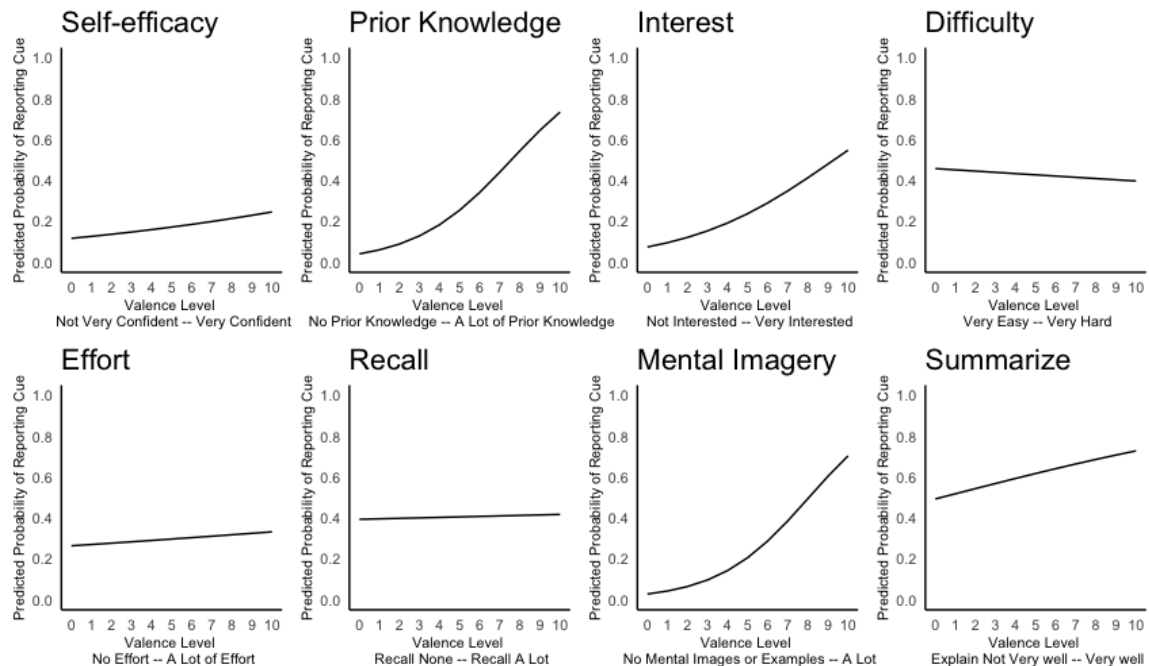 Self-efficacy
Predicted Probability of Reporting Cue
1.0
0.8
0.6
0.4
0.2
0.0
0 1 2 3 4 5 6 7 8 9 10
Valence Level
Not Very Confident -- Very Confident
Prior Knowledge
Predicted Probability of Reporting Cue
1.0
0.8
0.6
0.4
0.2
0.0
0 1 2 3 4 5 6 7 8 9 10
Valence Level
No Prior Knowledge -- A Lot of Prior Knowledge
Interest
Predicted Probability of Reporting Cue
1.0
0.8
0.6
0.4
0.2
0.0
0 1 2 3 4 5 6 7 8 9 10
Valence Level
Not Interested -- Very Interested
Difficulty
Predicted Probability of Reporting Cue
1.0
0.8
0.6
0.4
0.2
0.0
0 1 2 3 4 5 6 7 8 9 10
Valence Level
Very Easy -- Very Hard
Effort
Predicted Probability of Reporting Cue
1.0
0.8
0.6
0.4
0.2
0.0
0 1 2 3 4 5 6 7 8 9 10
Valence Level
No Effort -- A Lot of Effort
Recall
Predicted Probability of Reporting Cue
1.0
0.8
0.6
0.4
0.2
0.0
0 1 2 3 4 5 6 7 8 9 10
Valence Level
Recall None -- Recall A Lot
Mental Imagery
Predicted Probability of Reporting Cue
1.0
0.8
0.6
0.4
0.2
0.0
0 1 2 3 4 5 6 7 8 9 10
Valence Level
No Mental Images or Examples -- A Lot
Summarize
Predicted Probability of Reporting Cue
1.0
0.8
0.6
0.4
0.2
0.0
0 1 2 3 4 5 6 7 8 9 10
Valence Level
Explain Not Very well -- Very well